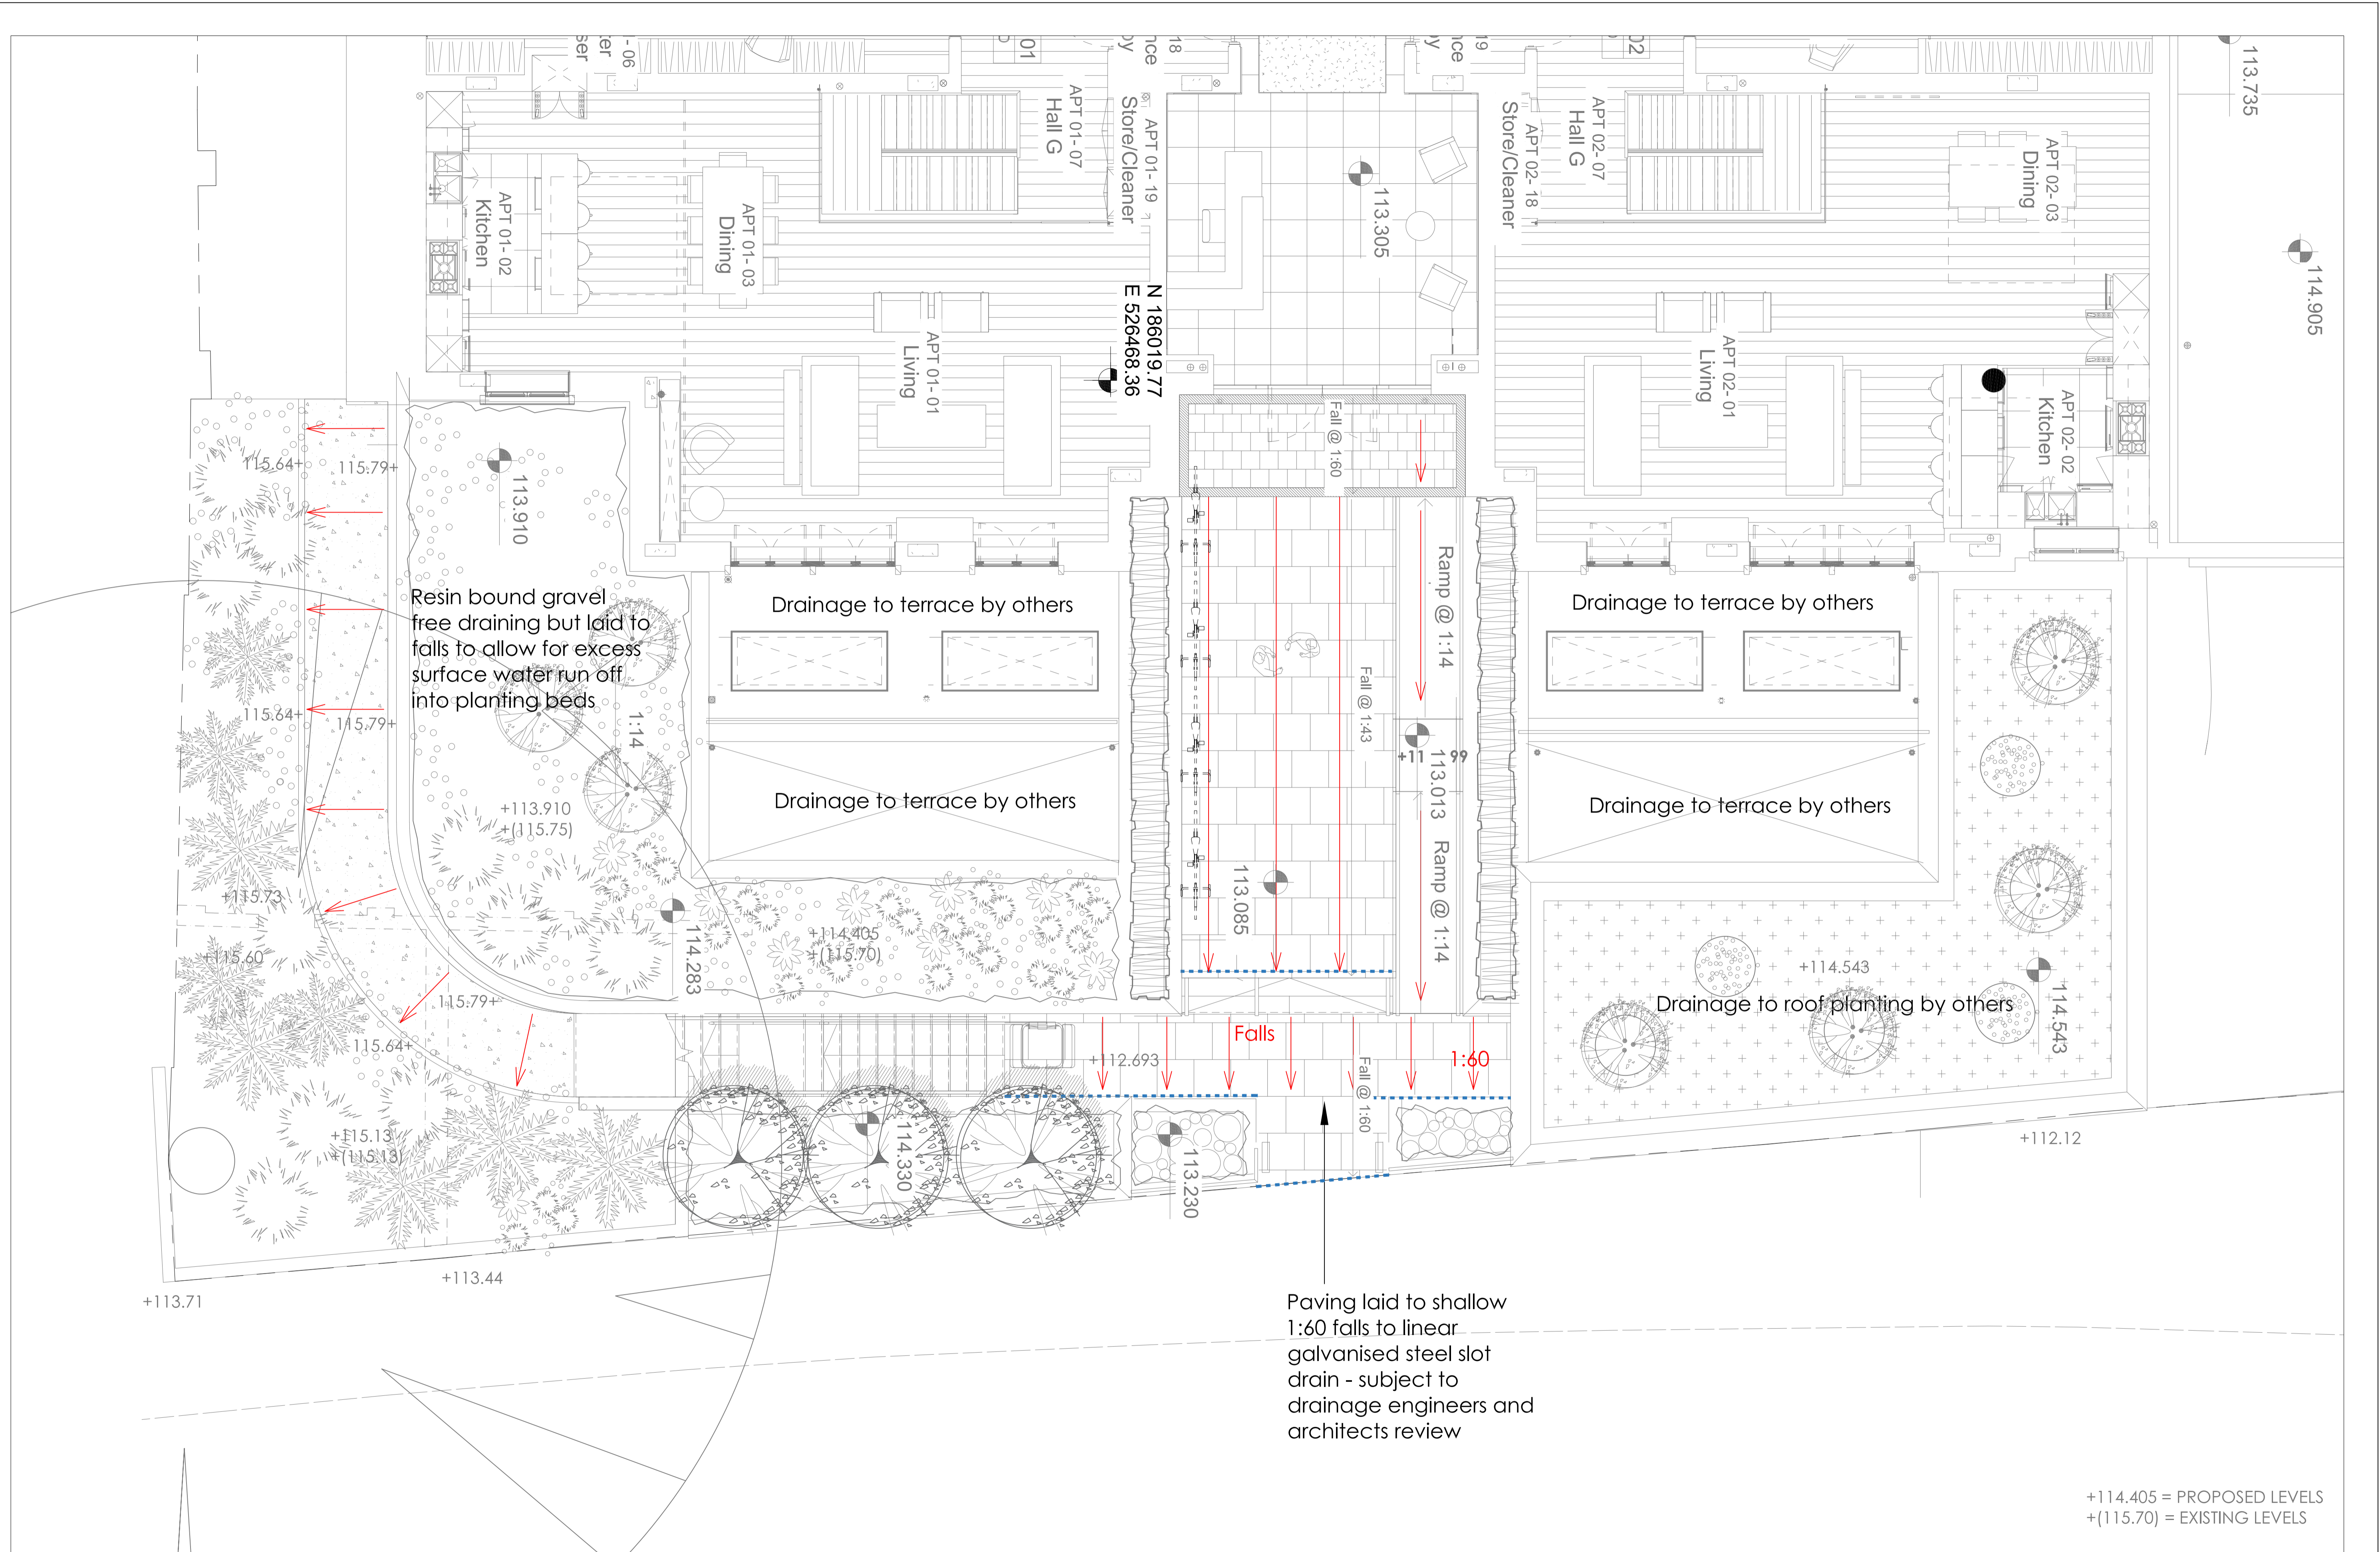 01
18
19
02
- 06
APT 01- 07
Hall G
APT 01- 19
Store/Cleaner
APT 02- 18
Store/Cleaner
APT 02- 07
Hall G
113.735
APT 02- 03
Dining
114.905
APT 01- 02
Kitchen
APT 01- 03
Dining
113.305
N 186019.77
E 526468.36
APT 01- 01
Living
APT 02- 01
Living
APT 02- 02
Kitchen
Fall @ 1:60
115.64+
115.79+
113.910
Resin bound gravel
free draining but laid to
falls to allow for excess
surface water run off
into planting beds
Drainage to terrace by others
Drainage to terrace by others
Ramp @ 1:14
Fall @ 1:43
115.64+
115.79+
1:14
113.013
Drainage to terrace by others
Drainage to terrace by others
+113.910
+(115.75)
Ramp @ 1:14
113.085
+115.73
+115.60
114.283
+114.405
+(115.70)
+114.543
Drainage to roof planting by others
114.543
115.79+
115.64+
Falls
+112.693
1:60
Fall @ 1:60
+115.13
+(115.13)
114.330
113.230
+112.12
+113.44
+113.71
Paving laid to shallow
1:60 falls to linear
galvanised steel slot
drain - subject to
drainage engineers and
architects review
+114.405 = PROPOSED LEVELS
+(115.70) = EXISTING LEVELS